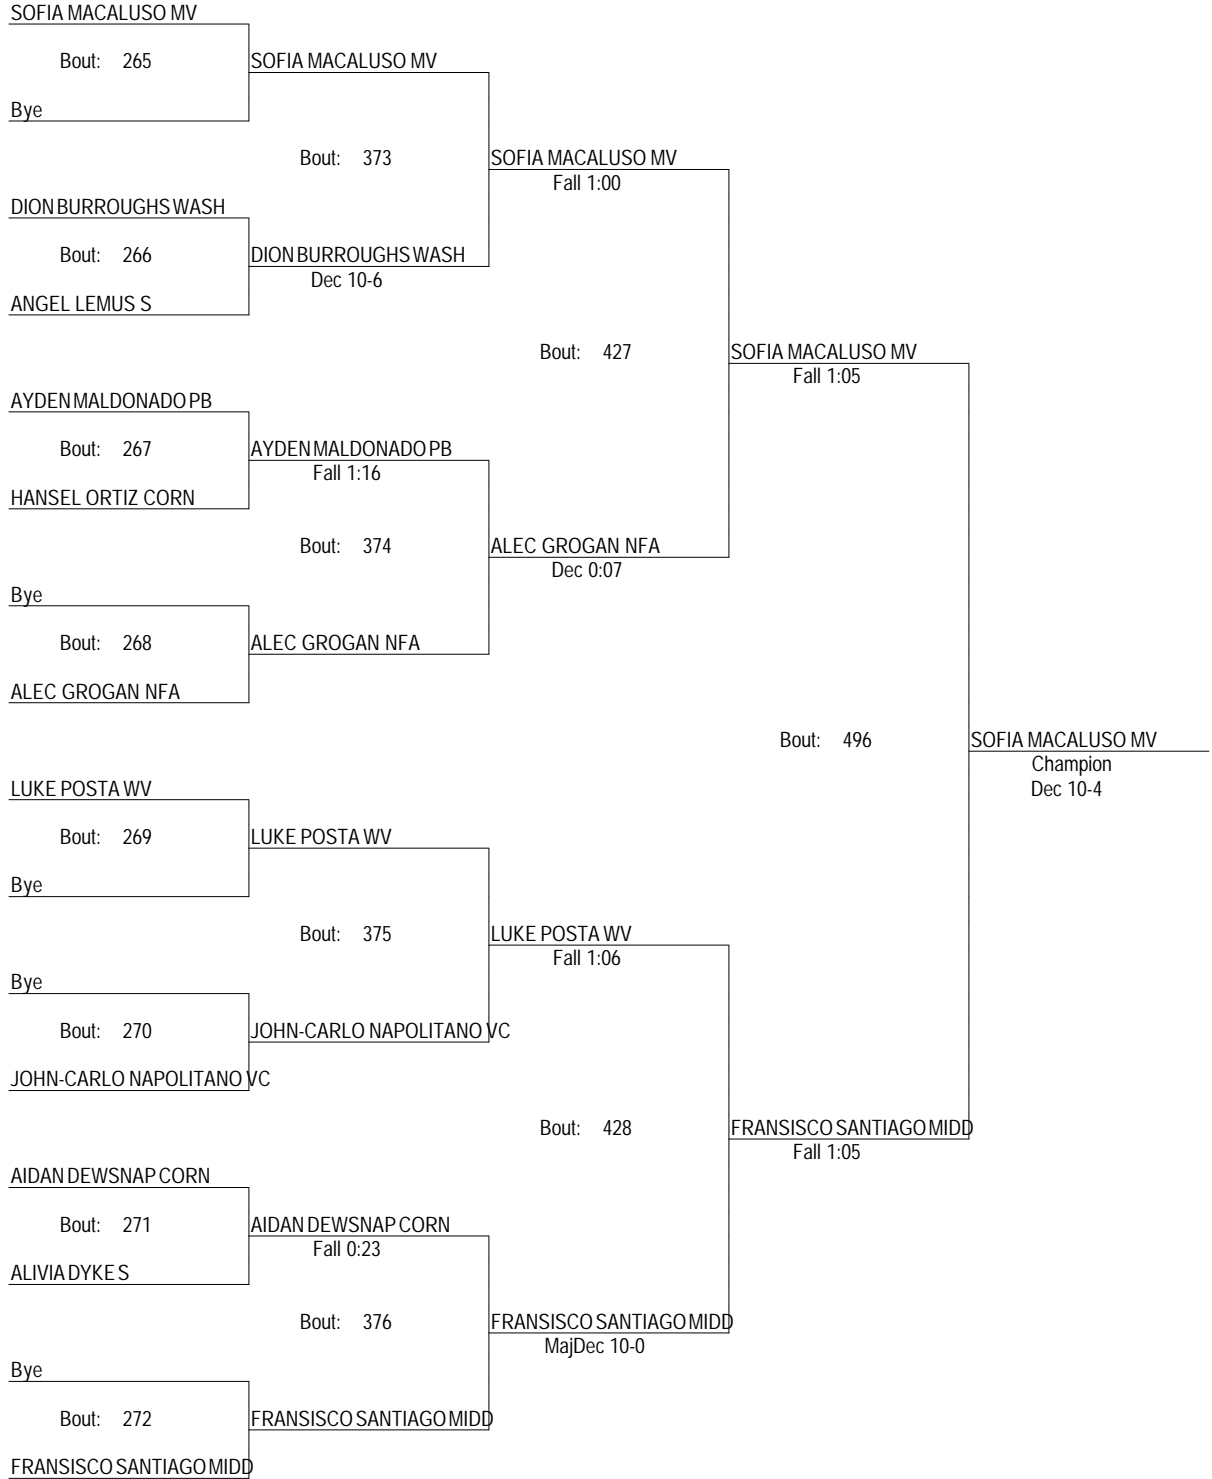 SOFIA MACALUSO MV
Bout: 265
SOFIA MACALUSO MV
Bye
Bout: 373
SOFIA MACALUSO MV
Fall 1:00
DION BURROUGHS WASH
Bout: 266
DION BURROUGHS WASH
Dec 10-6
ANGEL LEMUS S
Bout: 427
SOFIA MACALUSO MV
Fall 1:05
AYDEN MALDONADO PB
Bout: 267
AYDEN MALDONADO PB
Fall 1:16
HANSEL ORTIZ CORN
Bout: 374
ALEC GROGAN NFA
Dec 0:07
Bye
Bout: 268
ALEC GROGAN NFA
ALEC GROGAN NFA
Bout: 496
SOFIA MACALUSO MV
Champion
Dec 10-4
LUKE POSTA WV
Bout: 269
LUKE POSTA WV
Bye
Bout: 375
LUKE POSTA WV
Fall 1:06
Bye
Bout: 270
JOHN-CARLO NAPOLITANO VC
JOHN-CARLO NAPOLITANO VC
Bout: 428
FRANSISCO SANTIAGO MIDD
Fall 1:05
AIDAN DEWSNAP CORN
Bout: 271
AIDAN DEWSNAP CORN
Fall 0:23
ALIVIA DYKE S
Bout: 376
FRANSISCO SANTIAGO MIDD
MajDec 10-0
Bye
Bout: 272
FRANSISCO SANTIAGO MIDD
FRANSISCO SANTIAGO MIDD